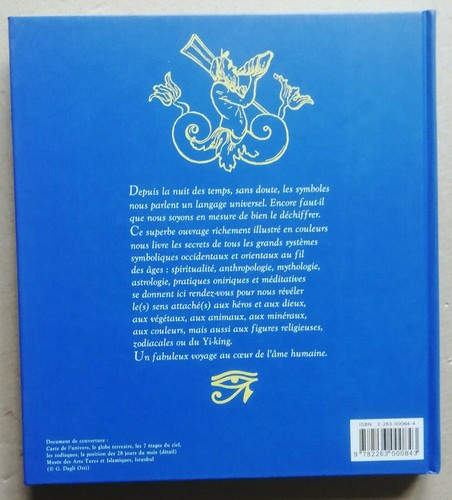 Depuis la nuit des temps, sans doute, les symboles
nous parlent un langage universel. Encore faut-il
que nous soyons en mesure de bien le déchiffrer.
Ce superbe ouvrage richement illustré en couleurs
nous livre les secrets de tous les grands systèmes
symboliques occidentaux et orientaux au fil
des âges : spiritualité, anthropologie, mythologie,
astrologie, pratiques oniriques et méditatives
se donnent ici rendez-vous pour nous révéler
le(s) sens attaché(s) aux héros et aux dieux,
aux végétaux, aux animaux, aux minéraux,
aux couleurs, mais aussi aux figures religieuses,
zodiacales ou du Yi-king.
Un fabuleux voyage au cœur de l'âme humaine.
Document de couverture :
Carte de l'univers, le globe terrestre, les 7 étages du ciel,
les zodiaques, la position des 28 jours du mois (détail)
Musée des Arts Turcs et Islamiques, Istanbul
(© G. Dagli Orti)
ISBN 2-263-00084-4
9 782263 000843